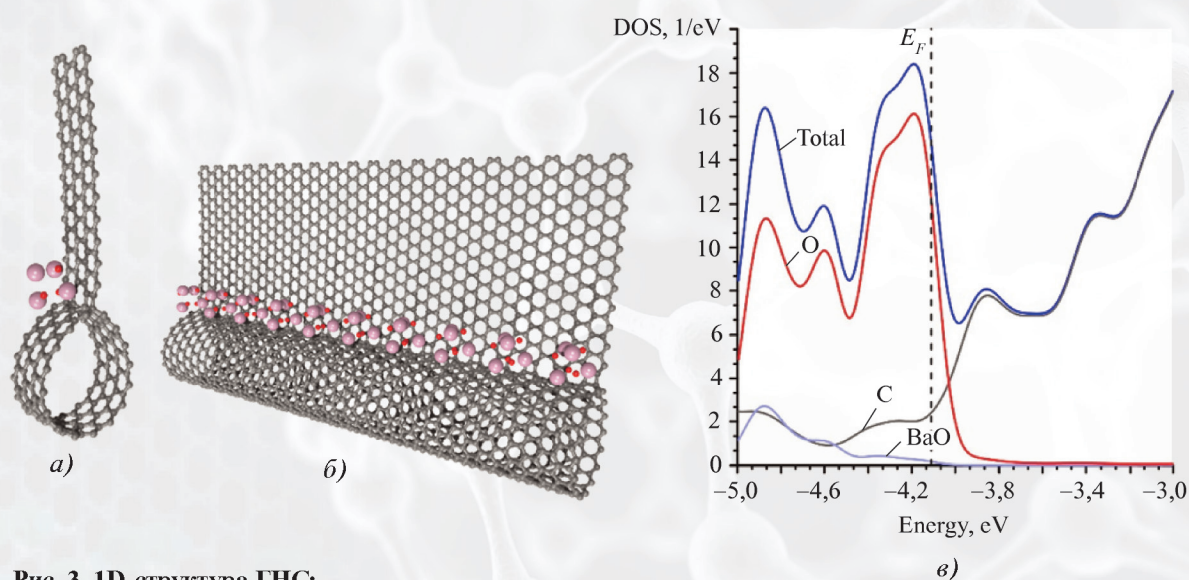 DOS, 1/eV
E_F
18
16
14
12
10
8
6
4
2
0
Total
O
C
BaO
–5,0 –4,6 –4,2 –3,8 –3,4 –3,0
Energy, eV
а)
б)
в)
Рис. 3. 1D-структура ГНС: